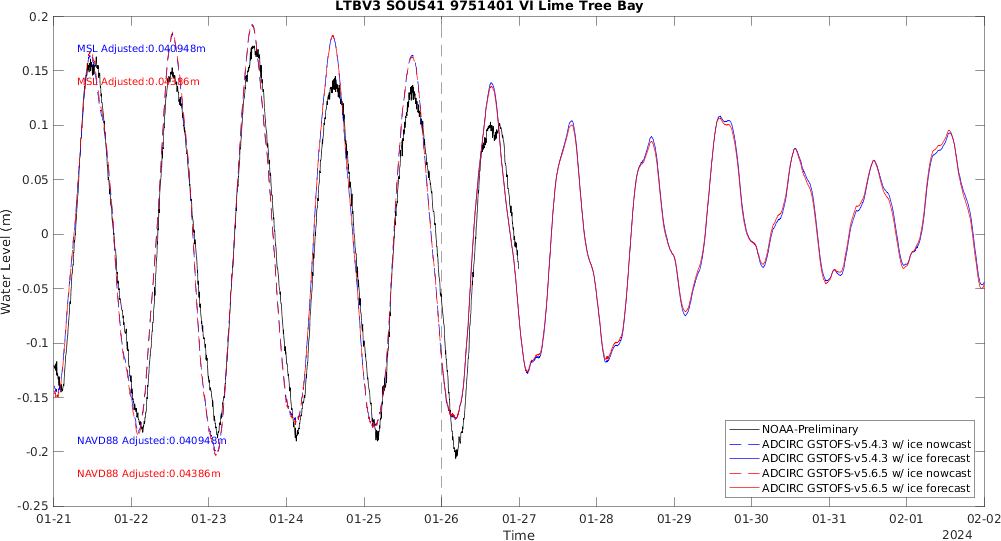 LTBV3 SOUS41 9751401 VI Lime Tree Bay
0.2
0.15
0.1
0.05
0
-0.05
-0.1
-0.15
-0.2
-0.25
Water Level (m)
MSL Adjusted:0.040948m
MSL Adjusted:0.04386m
NAVD88 Adjusted:0.040948m
NAVD88 Adjusted:0.04386m
NOAA-Preliminary
ADCIRC GSTOFS-v5.4.3 w/ ice nowcast
ADCIRC GSTOFS-v5.4.3 w/ ice forecast
ADCIRC GSTOFS-v5.6.5 w/ ice nowcast
ADCIRC GSTOFS-v5.6.5 w/ ice forecast
01-21 01-22 01-23 01-24 01-25 01-26 01-27 01-28 01-29 01-30 01-31 02-01 02-02
Time
2024